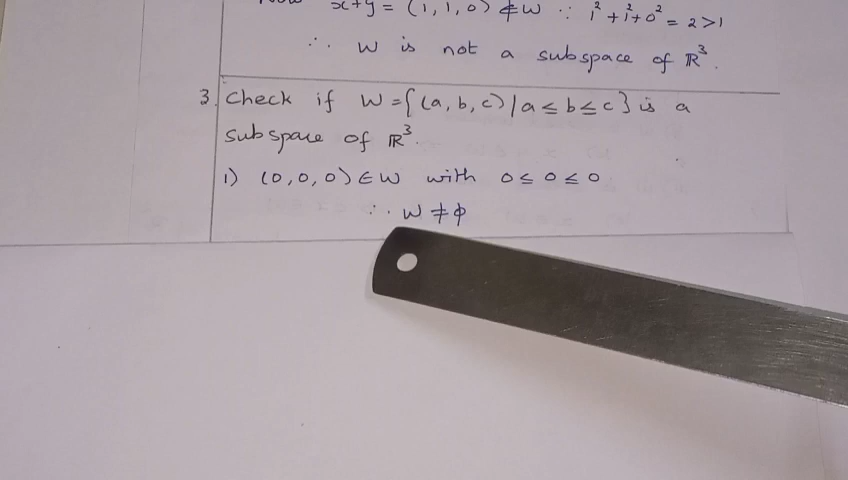 Now x+y = (1, 1, 0) ∉ W ∵ 1² + 1² + 0² = 2 > 1
∴ W is not a subspace of ℝ³.
3. Check if W = {(a, b, c) | a ≤ b ≤ c} is a
subspace of ℝ³.
1) (0, 0, 0) ∈ W with 0 ≤ 0 ≤ 0
∴ W ≠ ϕ